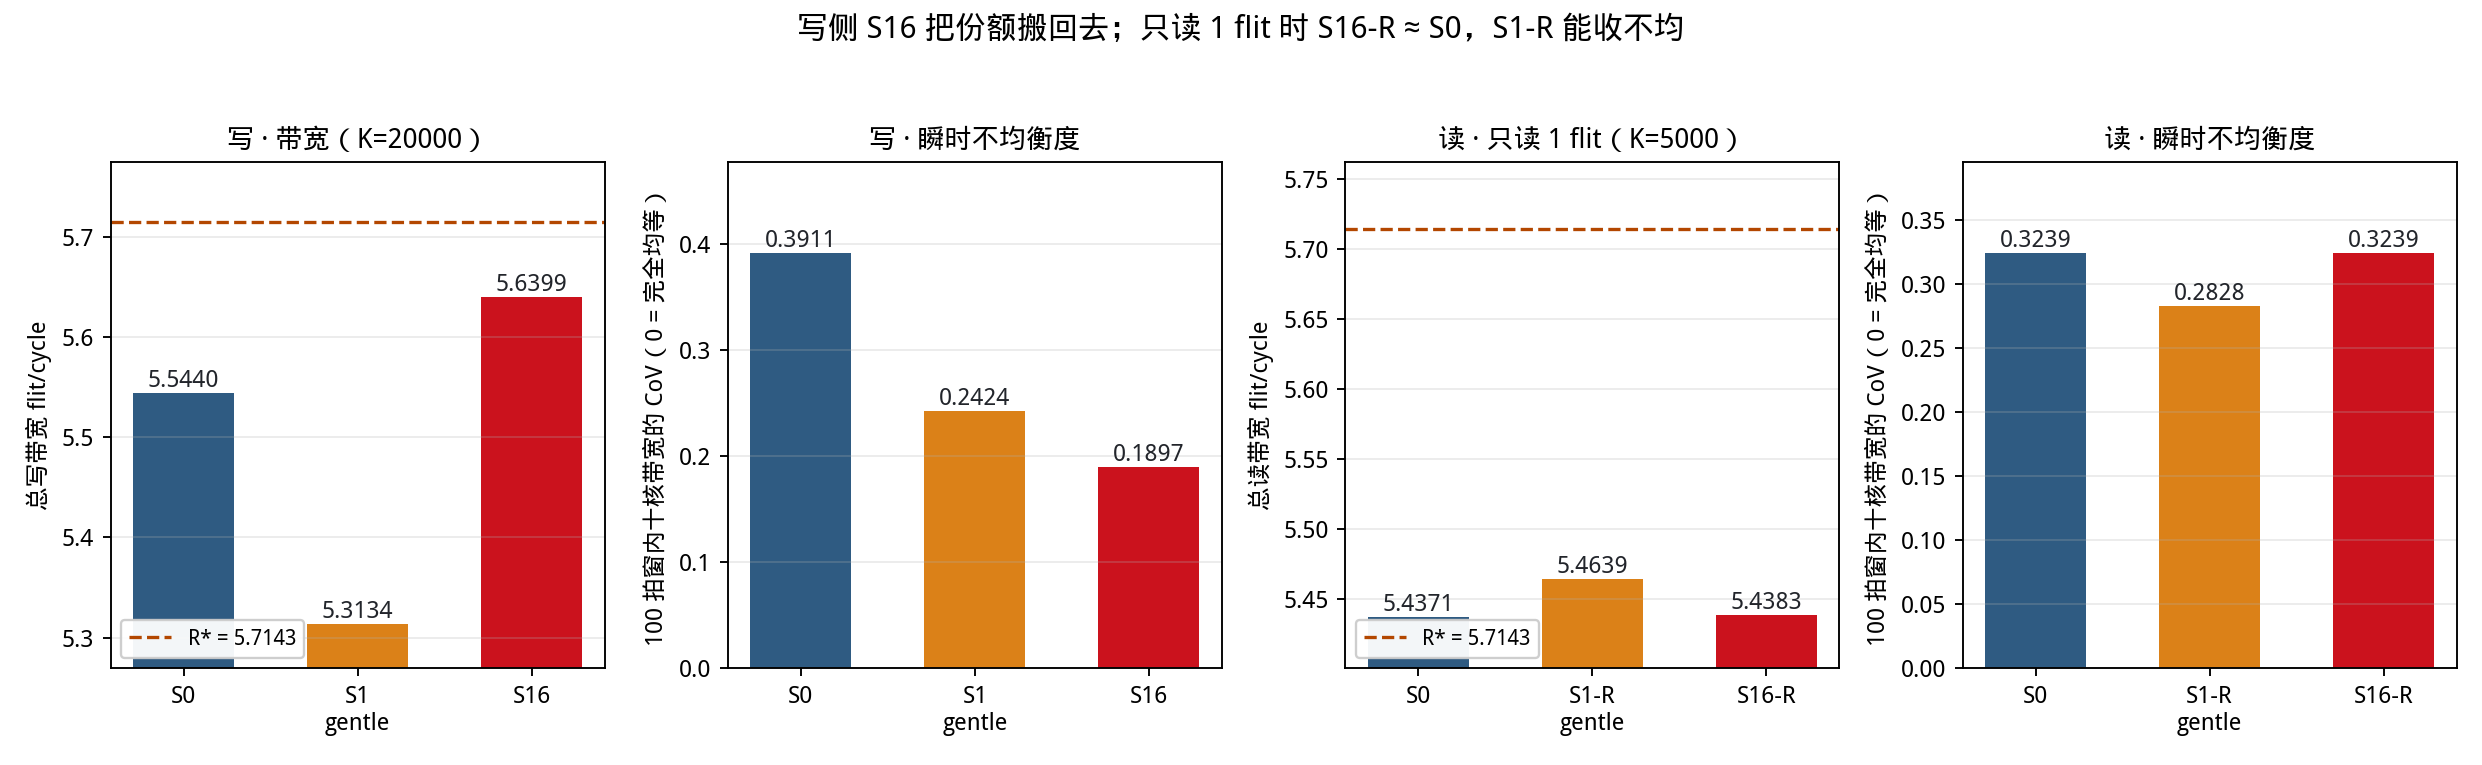 写侧 S16 把份额搬回去；只读 1 flit 时 S16-R ≈ S0，S1-R 能收不均
写 · 带宽（K=20000）
总写带宽 flit/cycle
5.7
5.6
5.5
5.4
5.3
5.5440
5.3134
5.6399
R* = 5.7143
S0
S1
gentle
S16
写 · 瞬时不均衡度
100 拍窗内十核带宽的 CoV（0 = 完全均等）
0.4
0.3
0.2
0.1
0.0
0.3911
0.2424
0.1897
S0
S1
gentle
S16
读 · 只读 1 flit（K=5000）
总读带宽 flit/cycle
5.75
5.70
5.65
5.60
5.55
5.50
5.45
5.4371
5.4639
5.4383
R* = 5.7143
S0
S1-R
gentle
S16-R
读 · 瞬时不均衡度
100 拍窗内十核带宽的 CoV（0 = 完全均等）
0.35
0.30
0.25
0.20
0.15
0.10
0.05
0.00
0.3239
0.2828
0.3239
S0
S1-R
gentle
S16-R